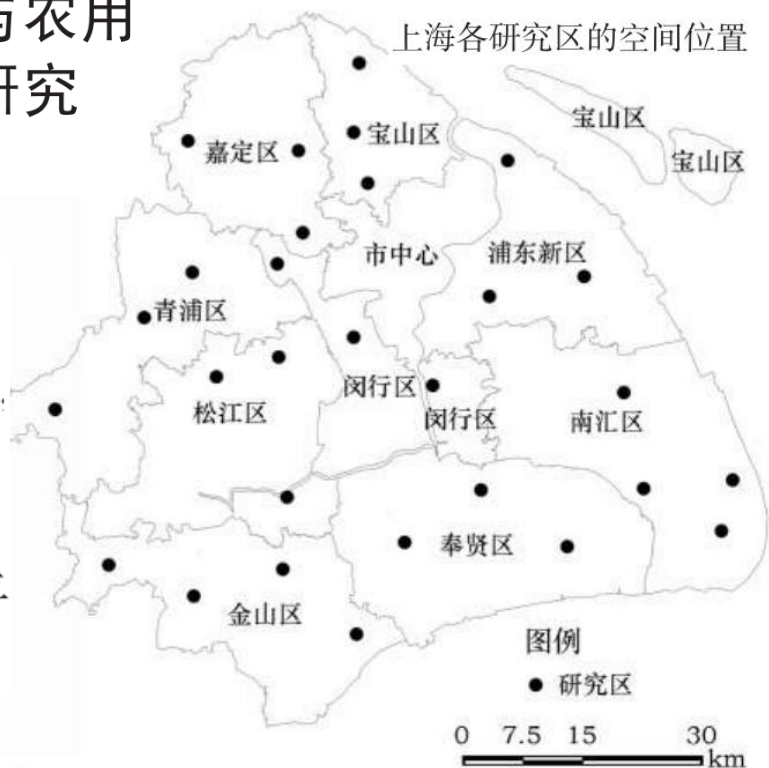 与农用
研究
上海各研究区的空间位置
宝山区
宝山区
宝山区
嘉定区
市中心
浦东新区
青浦区
闵行区
闵行区
松江区
南汇区
奉贤区
金山区
图例
研究区
0 7.5 15 30
km